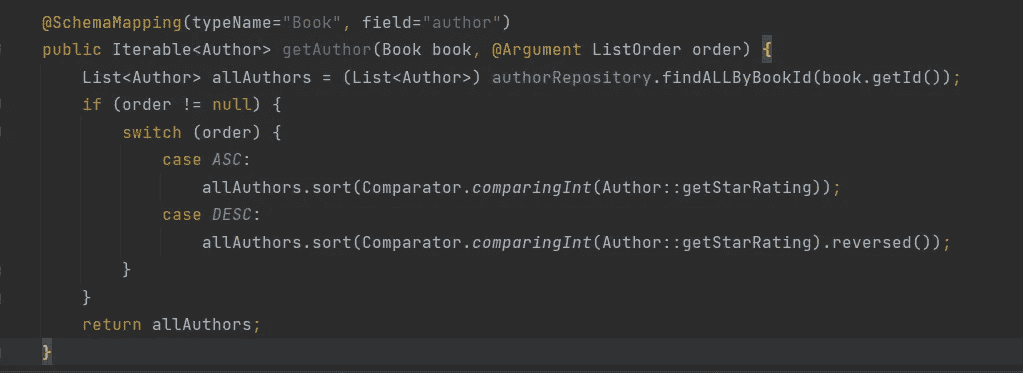 @SchemaMapping(typeName="Book", field="author")
public Iterable<Author> getAuthor(Book book, @Argument ListOrder order) {
List<Author> allAuthors = (List<Author>) authorRepository.findALLByBookId(book.getId());
if (order != null) {
switch (order) {
case ASC:
allAuthors.sort(Comparator.comparingInt(Author::getStarRating));
case DESC:
allAuthors.sort(Comparator.comparingInt(Author::getStarRating).reversed());
}
}
return allAuthors;
}